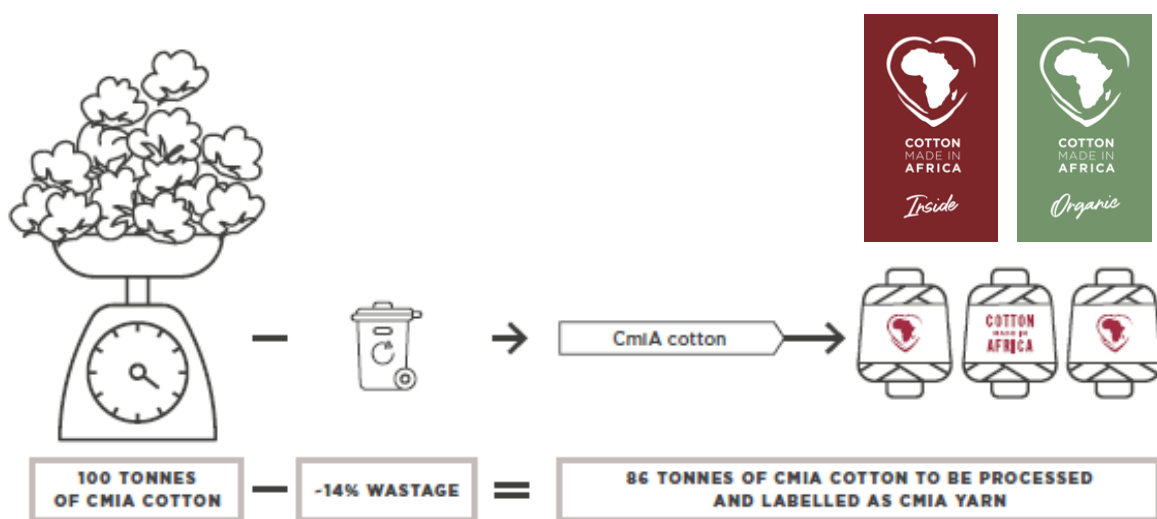 COTTON
MADE IN
AFRICA
Inside
COTTON
MADE IN
AFRICA
Organic
CmiA cotton
COTTON
MADE IN
AFRICA
100 TONNES
OF CMIA COTTON
-14% WASTAGE
86 TONNES OF CMIA COTTON TO BE PROCESSED
AND LABELLED AS CMIA YARN